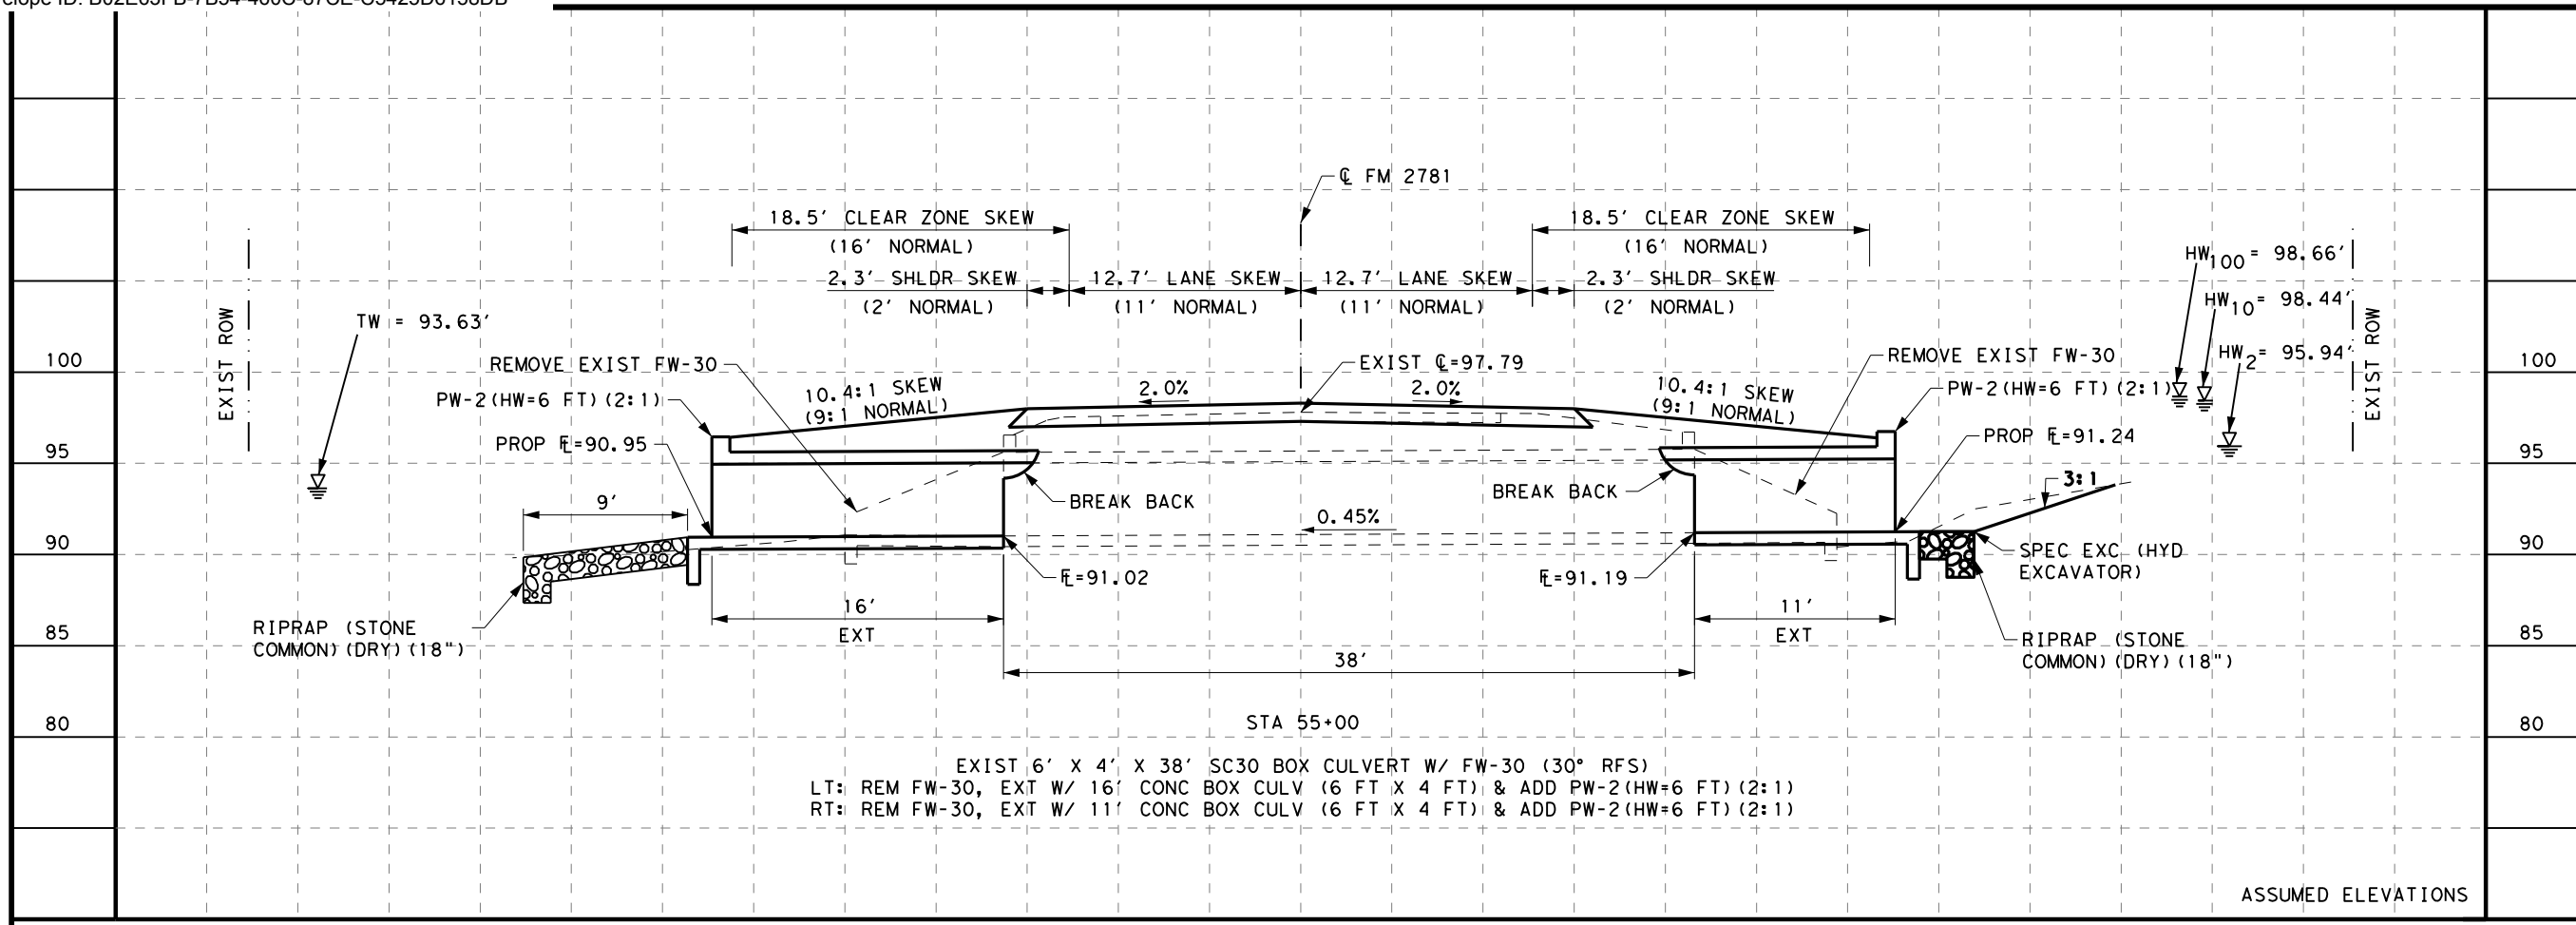 100
95
90
85
80
EXIST ROW
TW = 93.63'
℄ FM 2781
18.5' CLEAR ZONE SKEW
(16' NORMAL)
18.5' CLEAR ZONE SKEW
(16' NORMAL)
2.3' SHLDR SKEW
(2' NORMAL)
12.7' LANE SKEW
(11' NORMAL)
12.7' LANE SKEW
(11' NORMAL)
2.3' SHLDR SKEW
(2' NORMAL)
HW100 = 98.66'
HW10 = 98.44'
HW2 = 95.94'
EXIST ROW
REMOVE EXIST FW-30
PW-2(HW=6 FT)(2:1)
PROP FL=90.95
10.4:1 SKEW
(9:1 NORMAL)
2.0%
EXIST ℄=97.79
2.0%
10.4:1 SKEW
(9:1 NORMAL)
REMOVE EXIST FW-30
PW-2(HW=6 FT)(2:1)
PROP FL=91.24
3:1
9'
BREAK BACK
0.45%
BREAK BACK
SPEC EXC (HYD
EXCAVATOR)
FL=91.02
FL=91.19
RIPRAP (STONE
COMMON)(DRY)(18")
16'
EXT
11'
EXT
RIPRAP (STONE
COMMON)(DRY)(18")
38'
STA 55+00
EXIST 6' X 4' X 38' SC30 BOX CULVERT W/ FW-30 (30° RFS)
LT: REM FW-30, EXT W/ 16' CONC BOX CULV (6 FT X 4 FT) & ADD PW-2(HW=6 FT)(2:1)
RT: REM FW-30, EXT W/ 11' CONC BOX CULV (6 FT X 4 FT) & ADD PW-2(HW=6 FT)(2:1)
100
95
90
85
80
ASSUMED ELEVATIONS